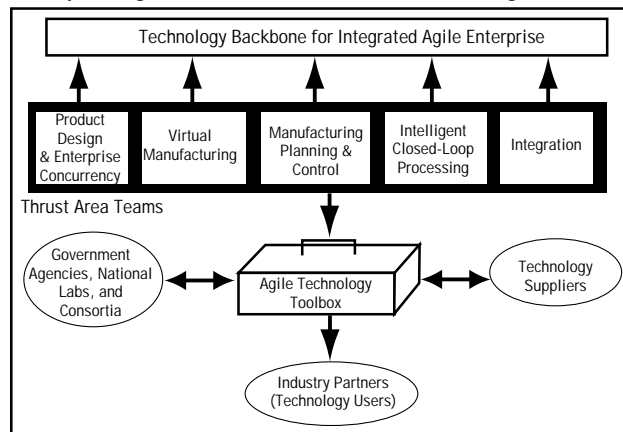 Technology Backbone for Integrated Agile Enterprise
Product
Design
& Enterprise
Concurrency
Virtual
Manufacturing
Manufacturing
Planning &
Control
Intelligent
Closed-Loop
Processing
Integration
Thrust Area Teams
Government
Agencies, National
Labs, and
Consortia
Agile Technology
Toolbox
Technology
Suppliers
Industry Partners
(Technology Users)